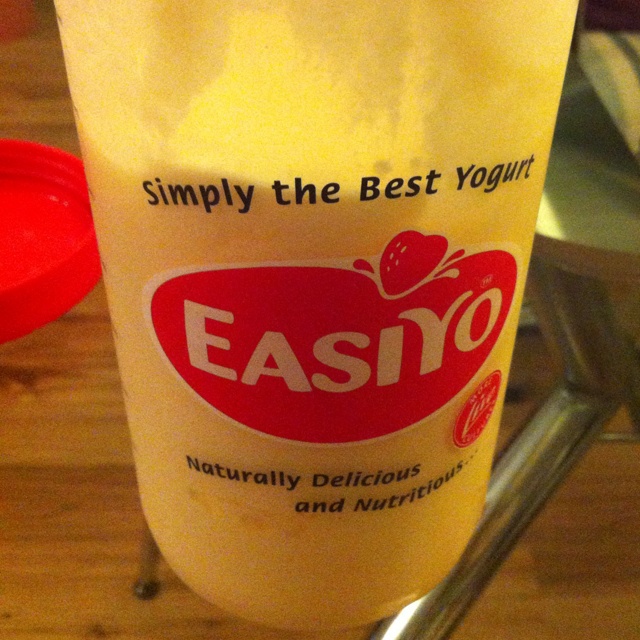 Simply the Best Yogurt
EASIYO
Naturally Delicious
and Nutritious...